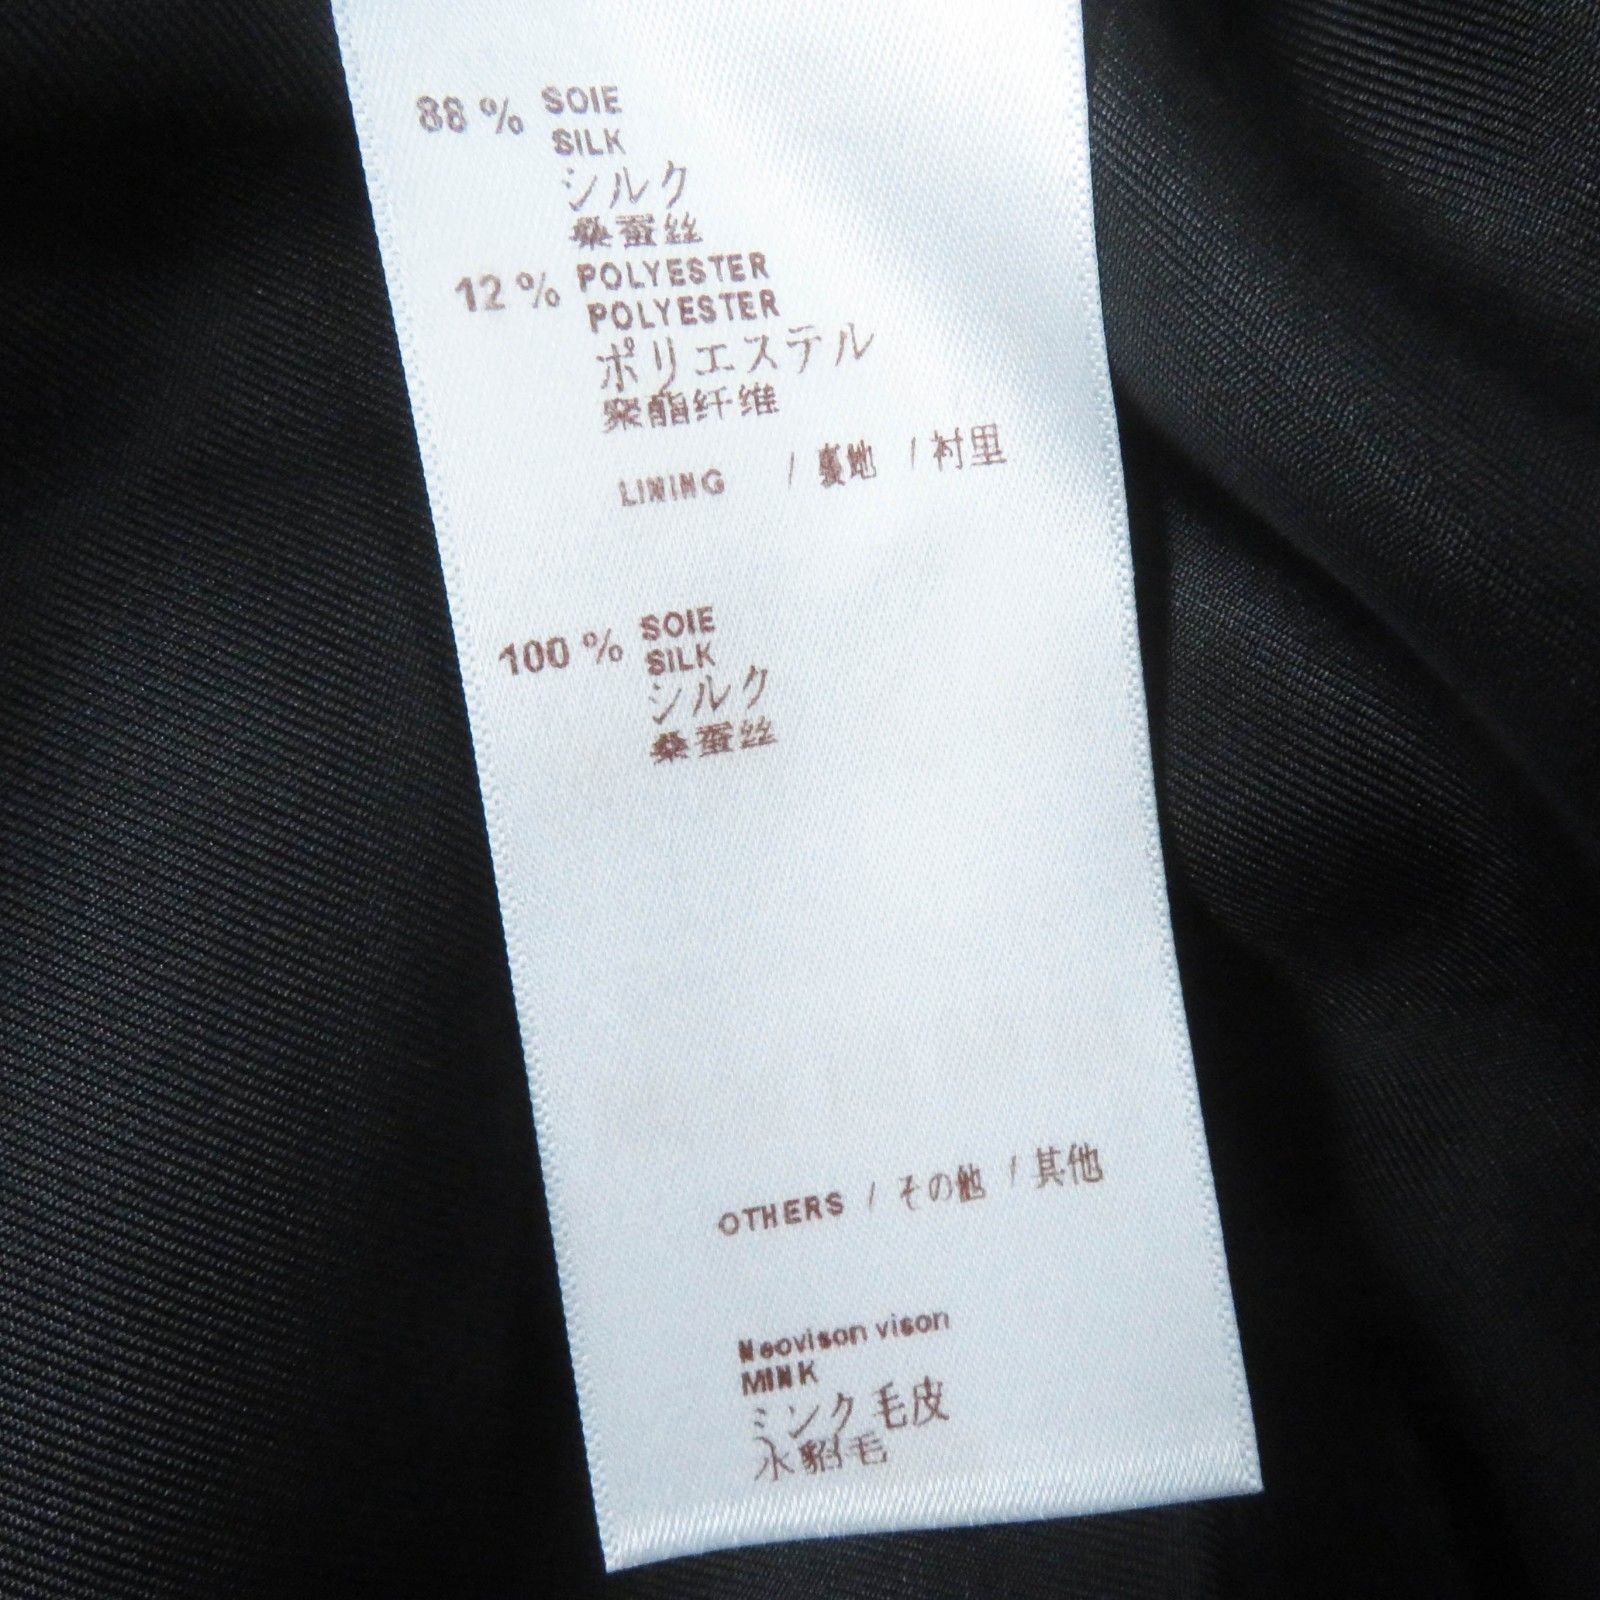 88 % SOIE
SILK
シルク
桑蚕丝
12 % POLYESTER
POLYESTER
ポリエステル
聚酯纤维
LINING / 裏地 / 衬里
100 % SOIE
SILK
シルク
桑蚕丝
OTHERS / その他 / 其他
Neovison vison
MINK
ミンク毛皮
水貂毛